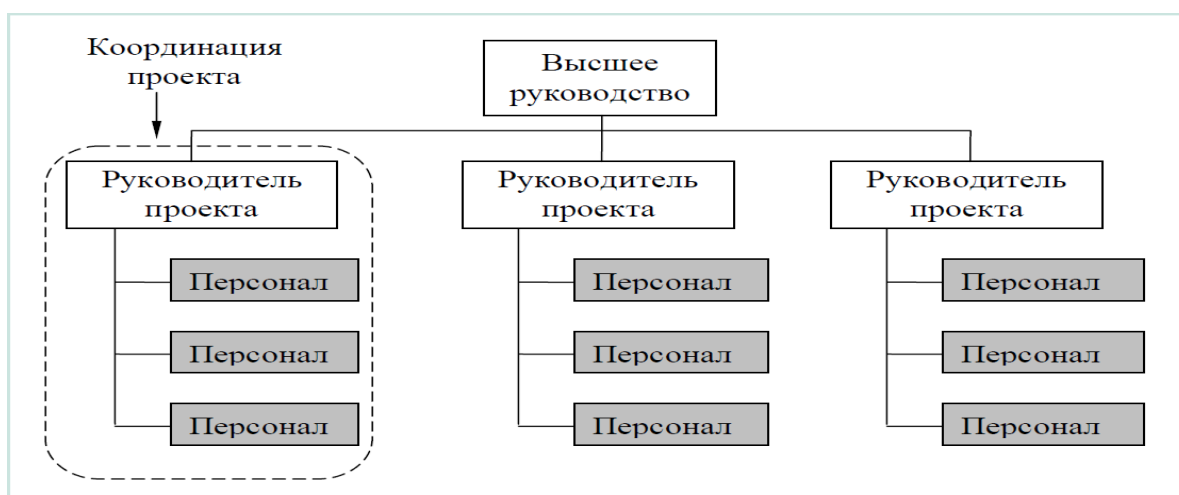 Координация
проекта
Высшее
руководство
Руководитель
проекта
Руководитель
проекта
Руководитель
проекта
Персонал
Персонал
Персонал
Персонал
Персонал
Персонал
Персонал
Персонал
Персонал